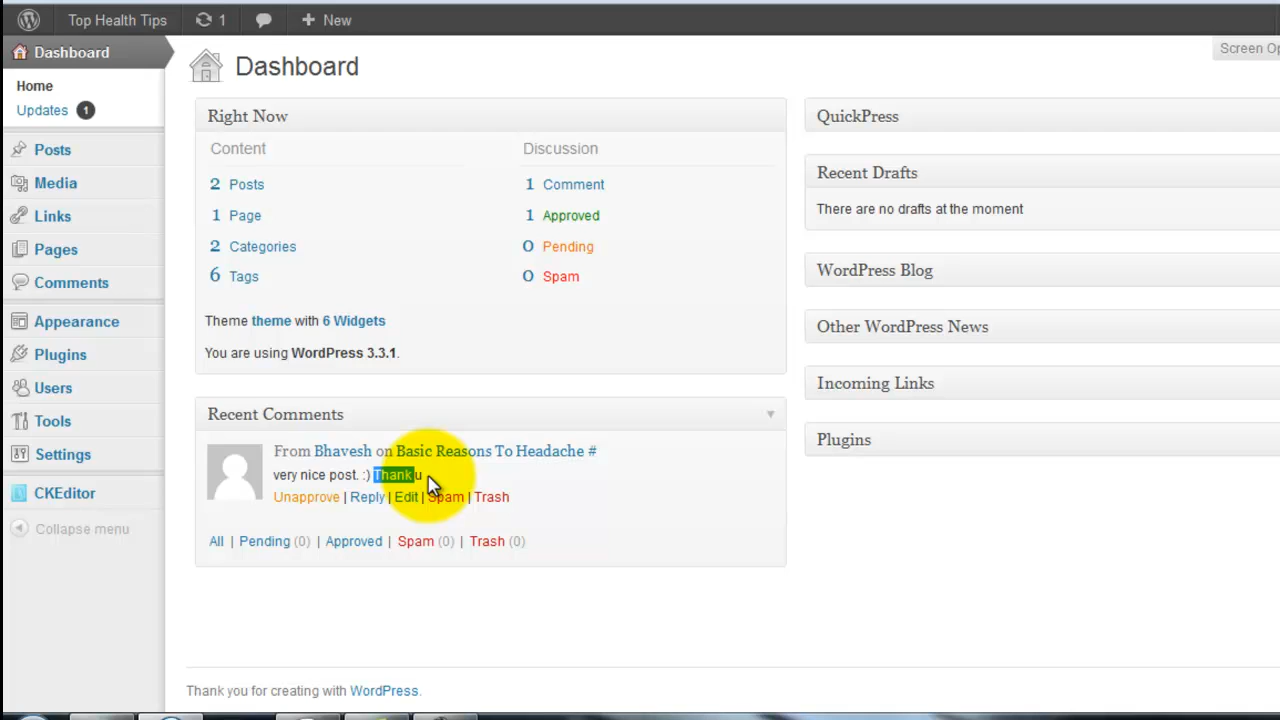 Top Health Tips 1 New
Dashboard
Home
Updates 1
Posts
Media
Links
Pages
Comments
Appearance
Plugins
Users
Tools
Settings
CKEditor
Collapse menu
Screen Op
Dashboard
Right Now
Content
2 Posts
1 Page
2 Categories
6 Tags
Discussion
1 Comment
1 Approved
0 Pending
0 Spam
Theme theme with 6 Widgets
You are using WordPress 3.3.1.
Recent Comments
From Bhavesh on Basic Reasons To Headache #
very nice post. :) Thank u
Unapprove | Reply | Edit | Spam | Trash
All | Pending (0) | Approved | Spam (0) | Trash (0)
QuickPress
Recent Drafts
There are no drafts at the moment
WordPress Blog
Other WordPress News
Incoming Links
Plugins
Thank you for creating with WordPress.